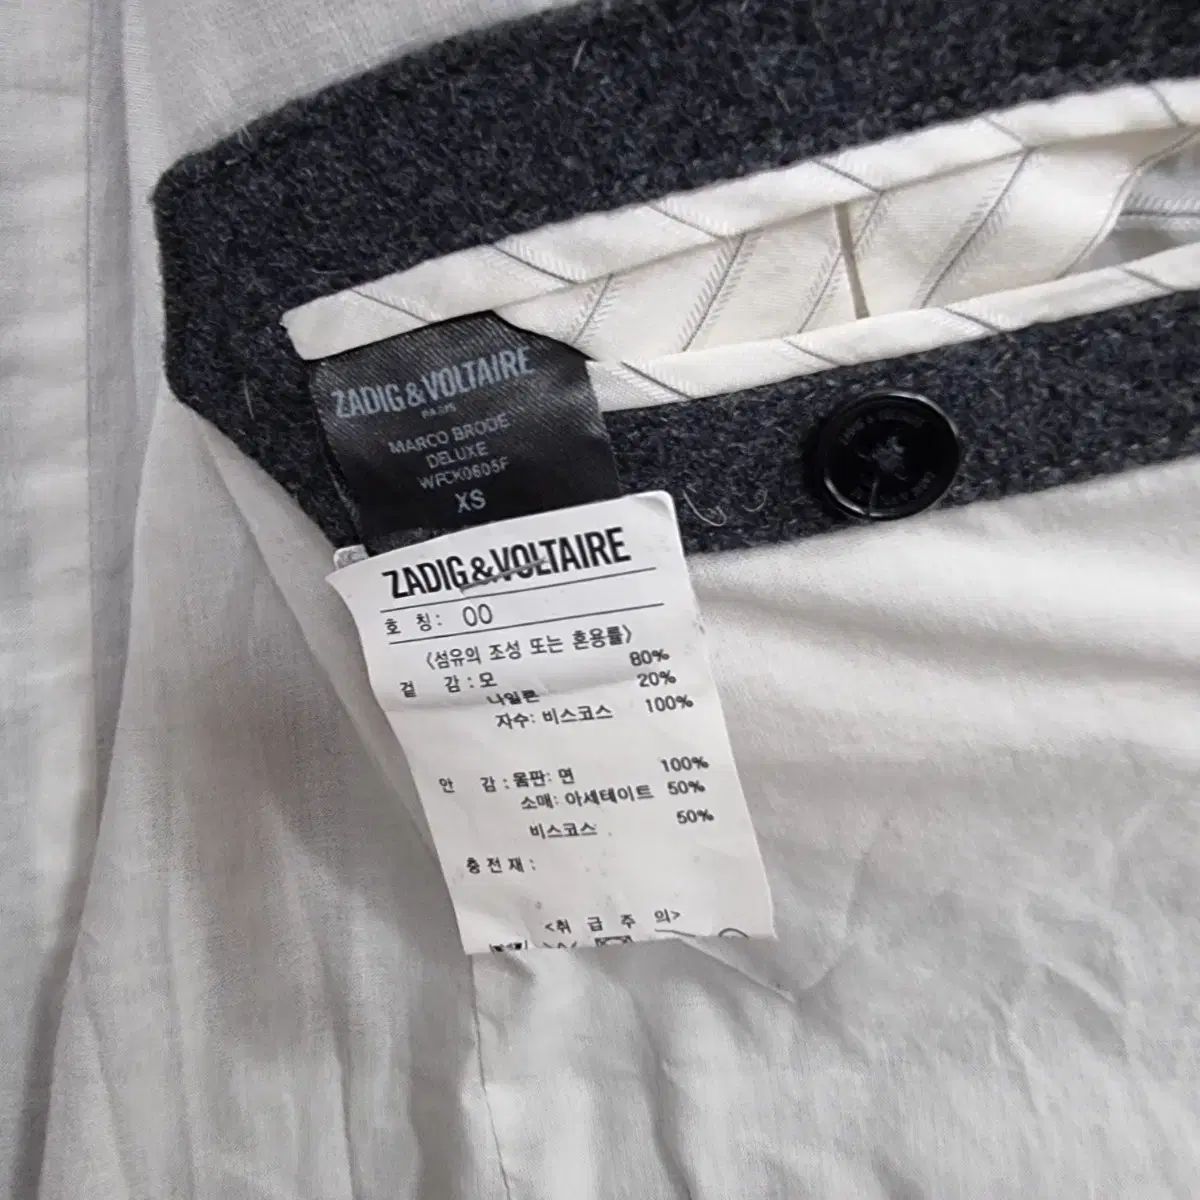 ZADIG&VOLTAIRE
PARIS
MARCO BRODE
DELUXE
WFCK0605F
XS
ZADIG&VOLTAIRE
호 칭: 00
〈섬유의 조성 또는 혼용률〉
겉 감 : 모 80%
나일론 20%
자수: 비스코스 100%
안 감 : 몸판: 면 100%
소매: 아세테이트 50%
비스코스 50%
충 전 재 :
<취 급 주 의>